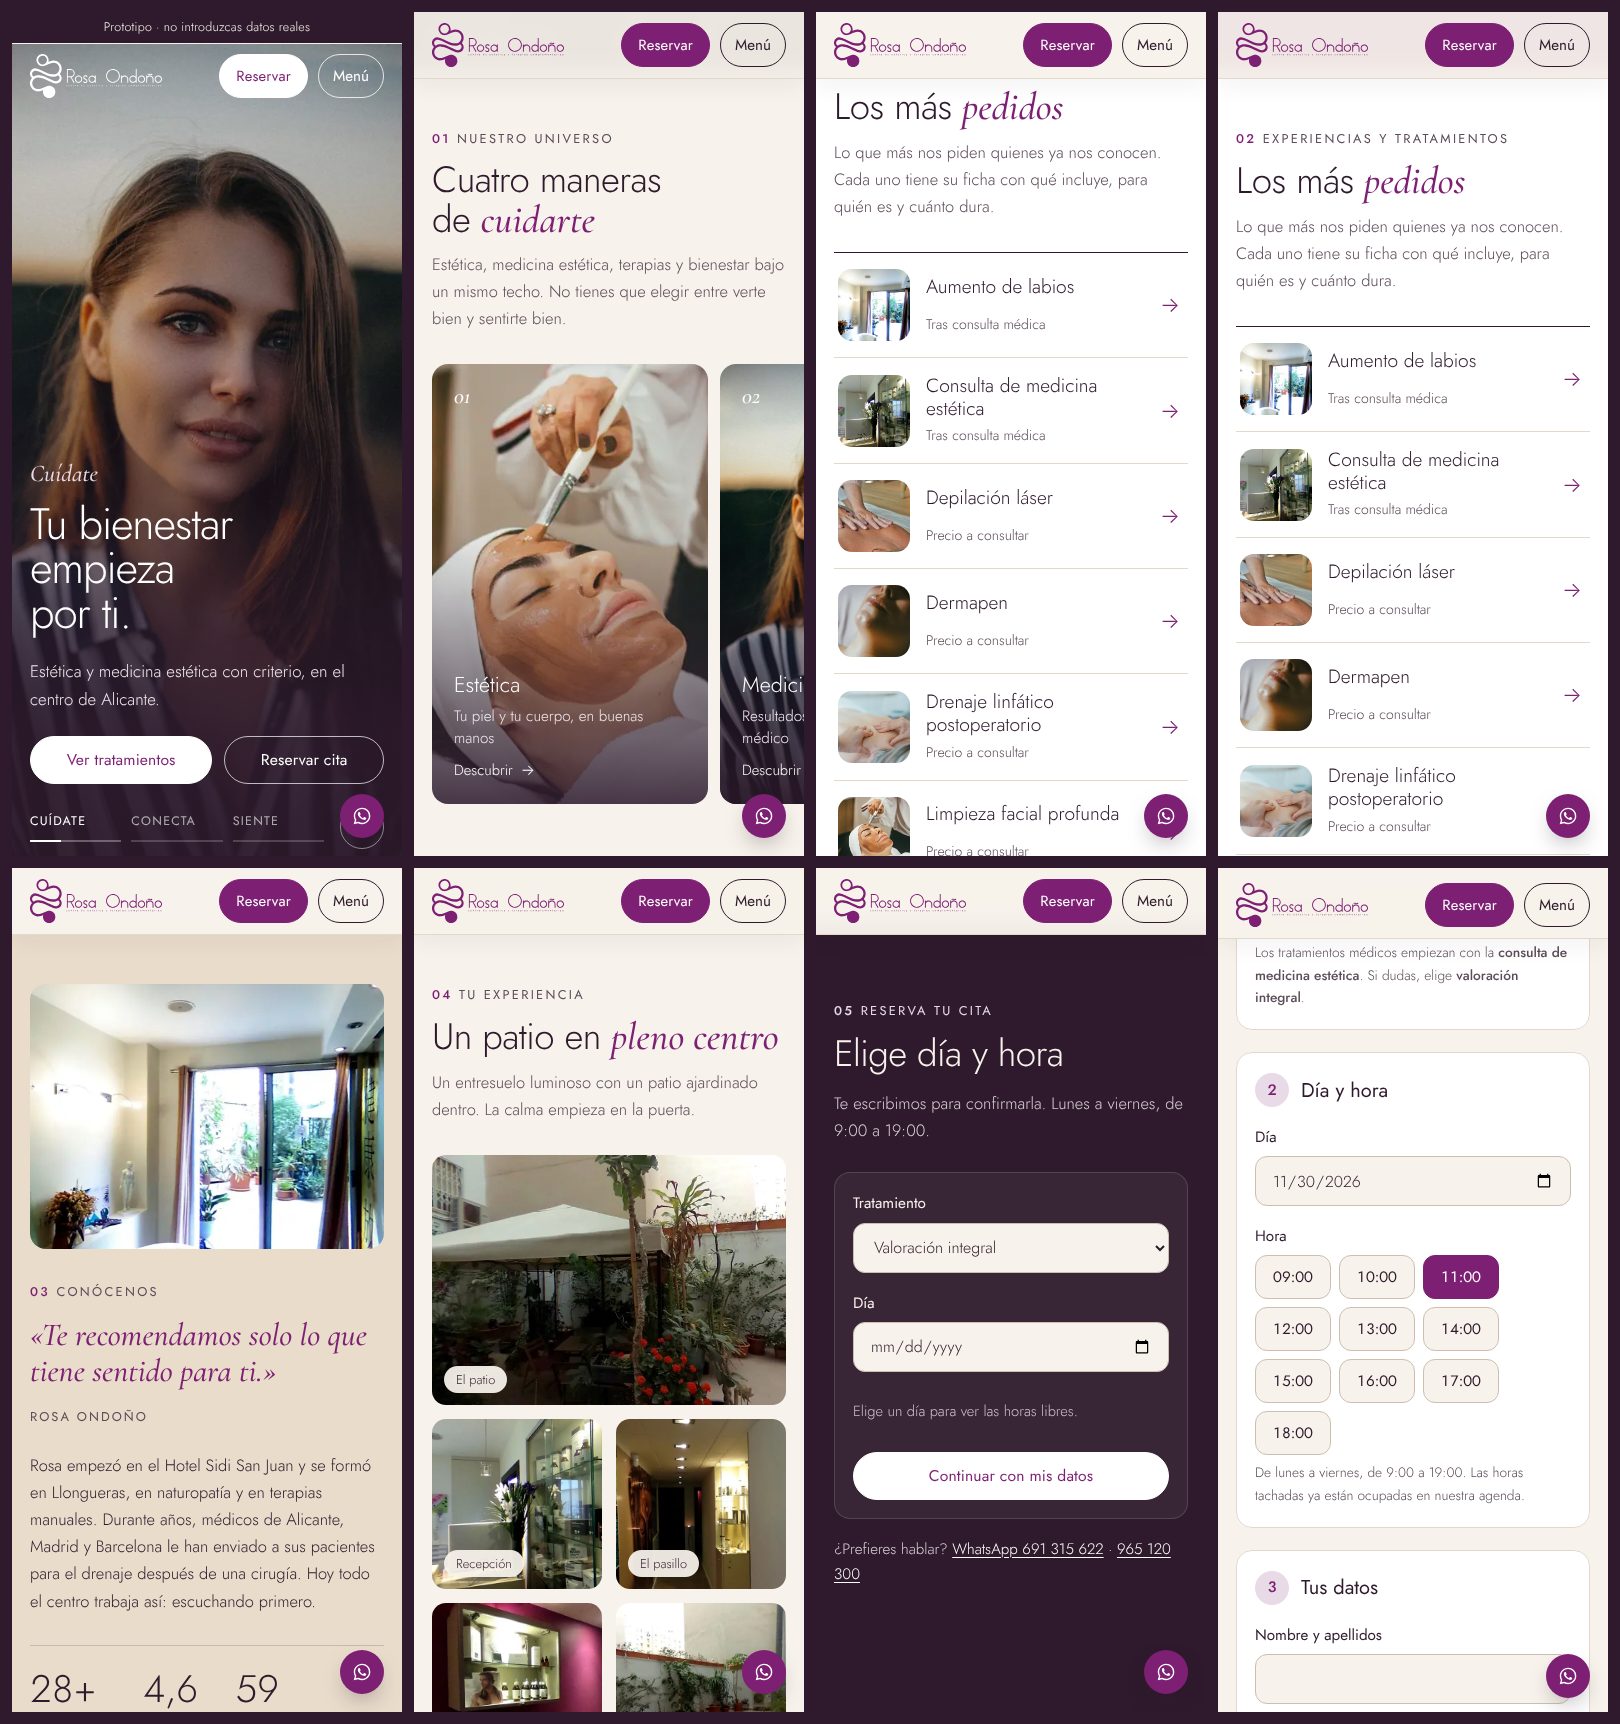 Prototipo · no introduzcas datos reales
Rosa Ondoño
Reservar
Menú
Cuídate
Tu bienestar
empieza
por ti.
Estética y medicina estética con criterio, en el
centro de Alicante.
Ver tratamientos
Reservar cita
CUÍDATE
CONECTA
SIENTE
Rosa Ondoño
Reservar
Menú
01 NUESTRO UNIVERSO
Cuatro maneras
de cuidarte
Estética, medicina estética, terapias y bienestar bajo
un mismo techo. No tienes que elegir entre verte
bien y sentirte bien.
01
Estética
Tu piel y tu cuerpo, en buenas
manos
Descubrir →
02
Medici
Resultados
médico
Descubrir
Rosa Ondoño
Reservar
Menú
Los más pedidos
Lo que más nos piden quienes ya nos conocen.
Cada uno tiene su ficha con qué incluye, para
quién es y cuánto dura.
Aumento de labios
Tras consulta médica
Consulta de medicina
estética
Tras consulta médica
Depilación láser
Precio a consultar
Dermapen
Precio a consultar
Drenaje linfático
postoperatorio
Precio a consultar
Limpieza facial profunda
Precio a consultar
Rosa Ondoño
Reservar
Menú
02 EXPERIENCIAS Y TRATAMIENTOS
Los más pedidos
Lo que más nos piden quienes ya nos conocen.
Cada uno tiene su ficha con qué incluye, para
quién es y cuánto dura.
Aumento de labios
Tras consulta médica
Consulta de medicina
estética
Tras consulta médica
Depilación láser
Precio a consultar
Dermapen
Precio a consultar
Drenaje linfático
postoperatorio
Precio a consultar
Rosa Ondoño
Reservar
Menú
03 CONÓCENOS
«Te recomendamos solo lo que
tiene sentido para ti.»
ROSA ONDOÑO
Rosa empezó en el Hotel Sidi San Juan y se formó
en Llongueras, en naturopatía y en terapias
manuales. Durante años, médicos de Alicante,
Madrid y Barcelona le han enviado a sus pacientes
para el drenaje después de una cirugía. Hoy todo
el centro trabaja así: escuchando primero.
28+
4,6
59
Rosa Ondoño
Reservar
Menú
04 TU EXPERIENCIA
Un patio en pleno centro
Un entresuelo luminoso con un patio ajardinado
dentro. La calma empieza en la puerta.
El patio
Recepción
El pasillo
Rosa Ondoño
Reservar
Menú
05 RESERVA TU CITA
Elige día y hora
Te escribimos para confirmarla. Lunes a viernes, de
9:00 a 19:00.
Tratamiento
Valoración integral
Día
mm/dd/yyyy
Elige un día para ver las horas libres.
Continuar con mis datos
¿Prefieres hablar? WhatsApp 691 315 622 · 965 120
300
Rosa Ondoño
Reservar
Menú
Los tratamientos médicos empiezan con la consulta de
medicina estética. Si dudas, elige valoración
integral.
2 Día y hora
Día
11/30/2026
Hora
09:00
10:00
11:00
12:00
13:00
14:00
15:00
16:00
17:00
18:00
De lunes a viernes, de 9:00 a 19:00. Las horas
tachadas ya están ocupadas en nuestra agenda.
3 Tus datos
Nombre y apellidos